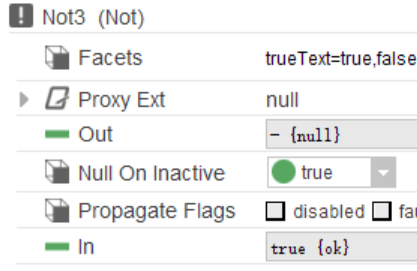 ! Not3 (Not)
Facets trueText=true,false
Proxy Ext null
Out - {null}
Null On Inactive true
Propagate Flags disabled fau
In true {ok}